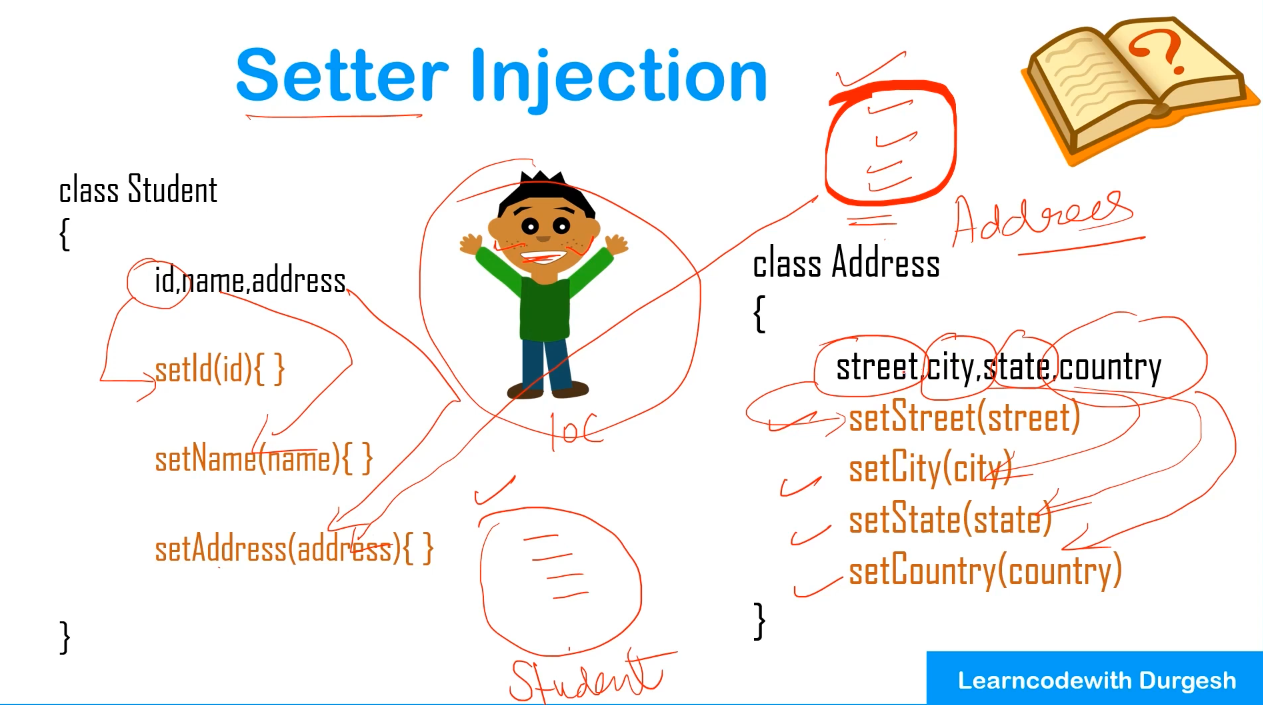 Setter Injection
?
class Student
{
id,name,address
setId(id){ }
setName(name){ }
setAddress(address){ }
}
IOC
Student
Address
class Address
{
street,city,state,country
setStreet(street)
setCity(city)
setState(state)
setCountry(country)
}
Learncodewith Durgesh